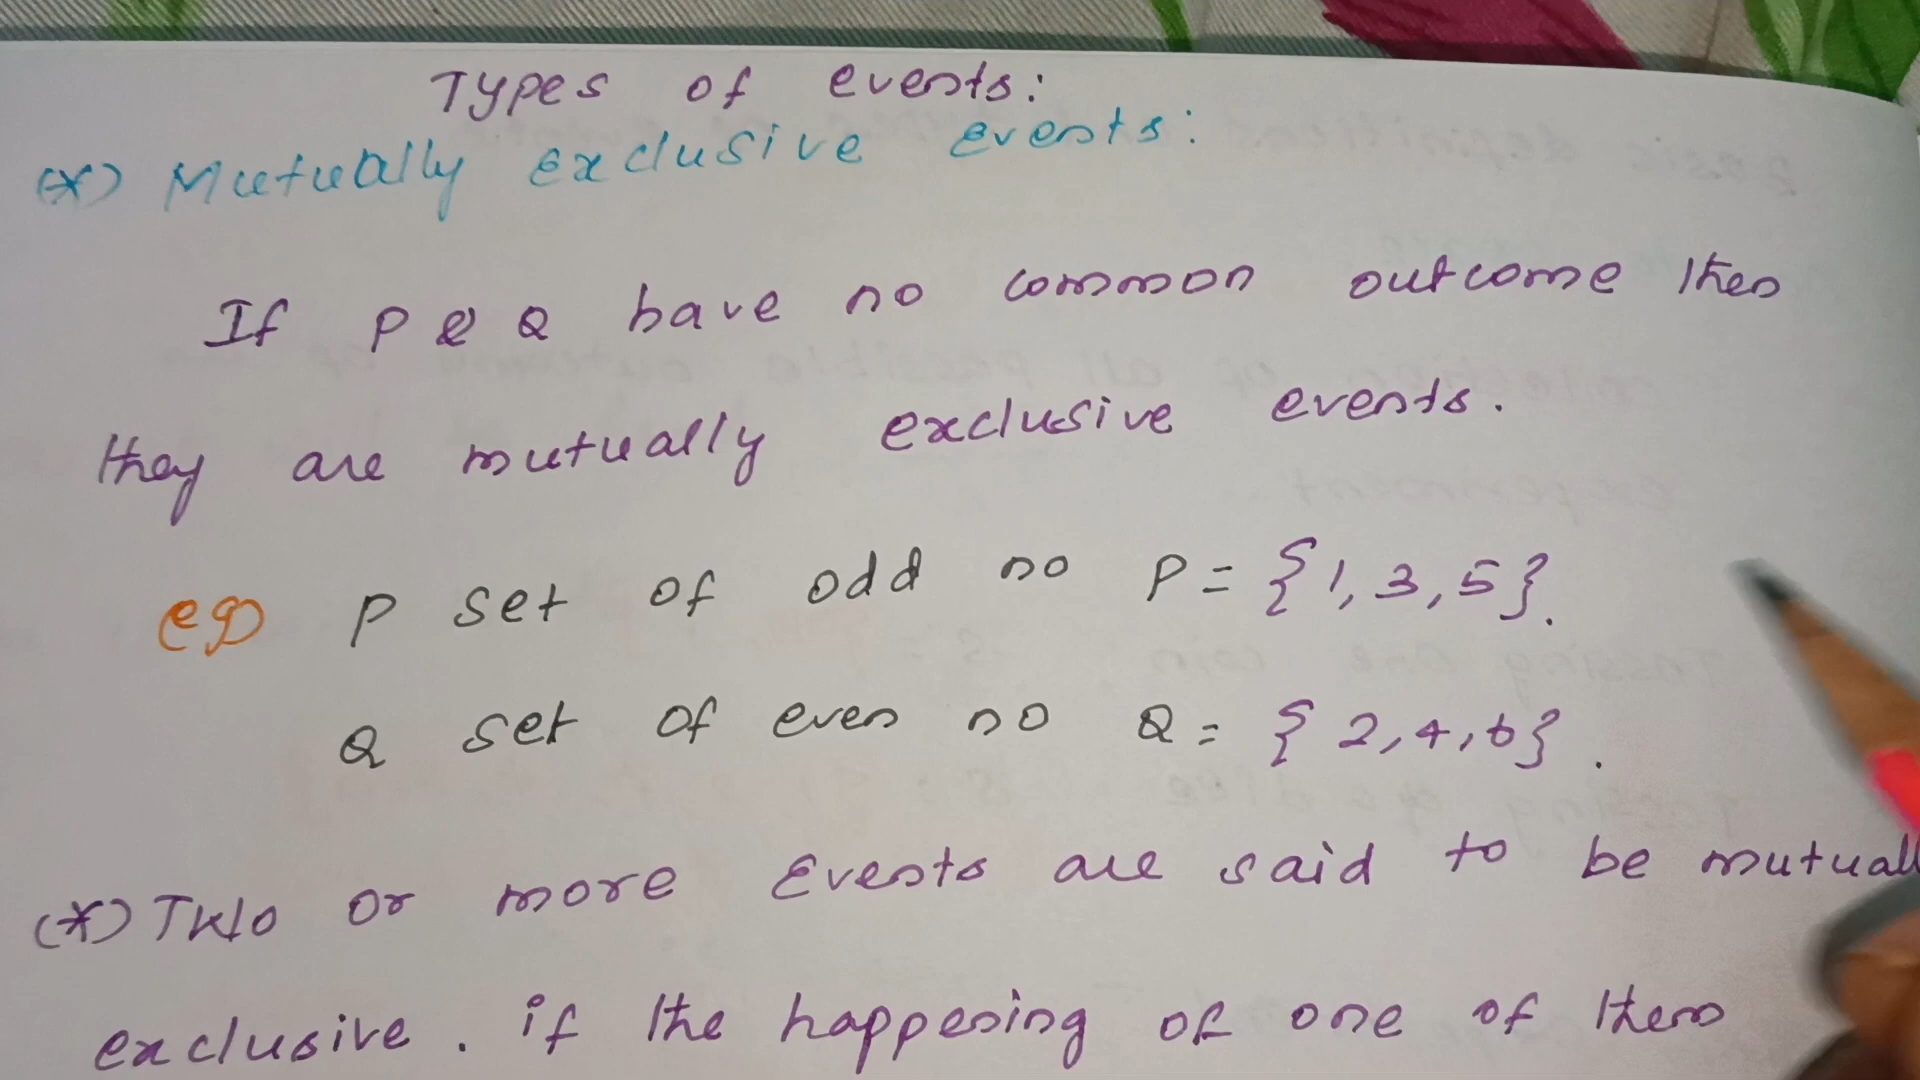 Types of events:
(*) Mutually exclusive events:
If P & Q have no common outcome then
they are mutually exclusive events.
eg) P set of odd no P = {1, 3, 5}.
Q set of even no Q = {2, 4, 6}.
(*) Two or more Events are said to be mutuall
exclusive. if the happening of one of them